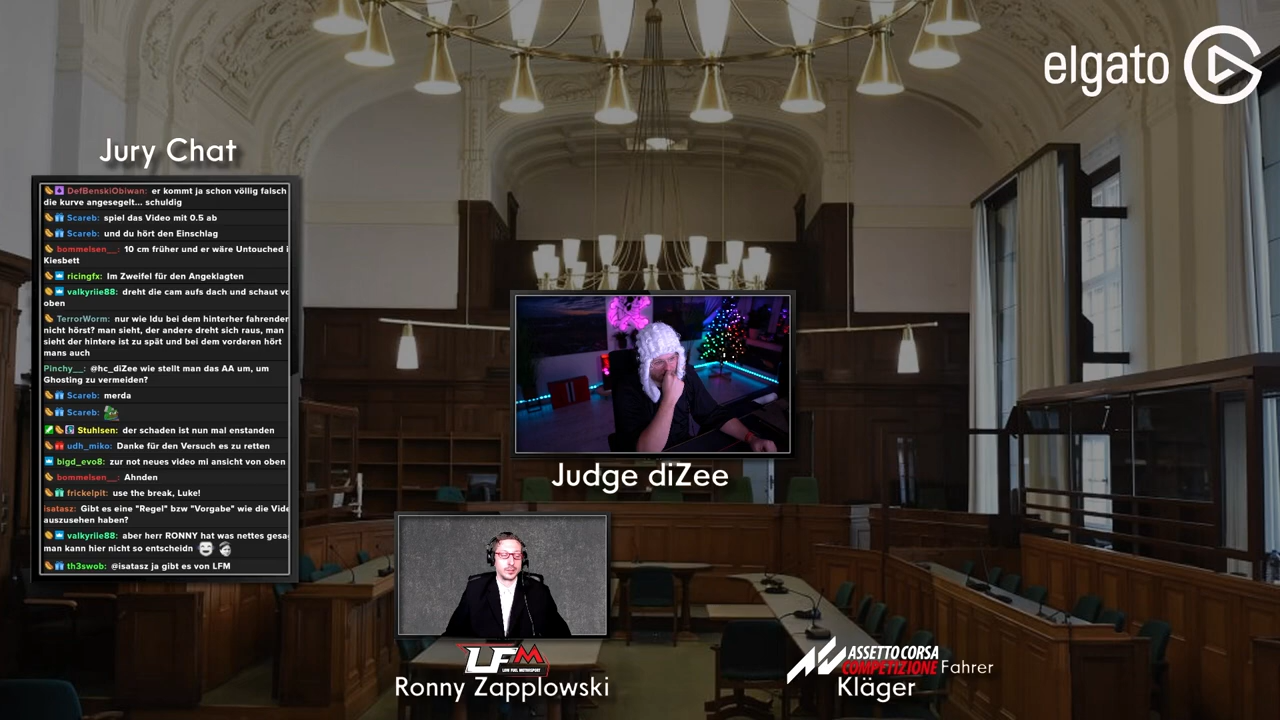 elgato
Jury Chat
DefBenskiObiwan: er kommt ja schon völlig falsch
die kurve angesegelt... schuldig
Scareb: spiel das Video mit 0.5 ab
Scareb: und du hört den Einschlag
bommelsen__: 10 cm früher und er wäre Untouched i
Kiesbett
ricingfx: Im Zweifel für den Angeklagten
valkyriie88: dreht die cam aufs dach und schaut vo
oben
TerrorWorm: nur wie ldu bei dem hinterher fahrender
nicht hörst? man sieht, der andere dreht sich raus, man
sieht der hintere ist zu spät und bei dem vorderen hört
mans auch
Pinchy__: @hc_diZee wie stellt man das AA um, um
Ghosting zu vermeiden?
Scareb: merda
Scareb:
Stuhlsen: der schaden ist nun mal enstanden
udh_miko: Danke für den Versuch es zu retten
bigd_evo8: zur not neues video mi ansicht von oben
bommelsen__: Ahnden
frickelpit: use the break, Luke!
isatasz: Gibt es eine "Regel" bzw "Vorgabe" wie die Vide
auszusehen haben?
valkyriie88: aber herr RONNY hat was nettes gesa
man kann hier nicht so entscheidn
th3swob: @isatasz ja gibt es von LFM
Judge diZee
LFM
LOW FUEL MOTORSPORT
Ronny Zapplowski
ASSETTO CORSA
COMPETIZIONE Fahrer
Kläger